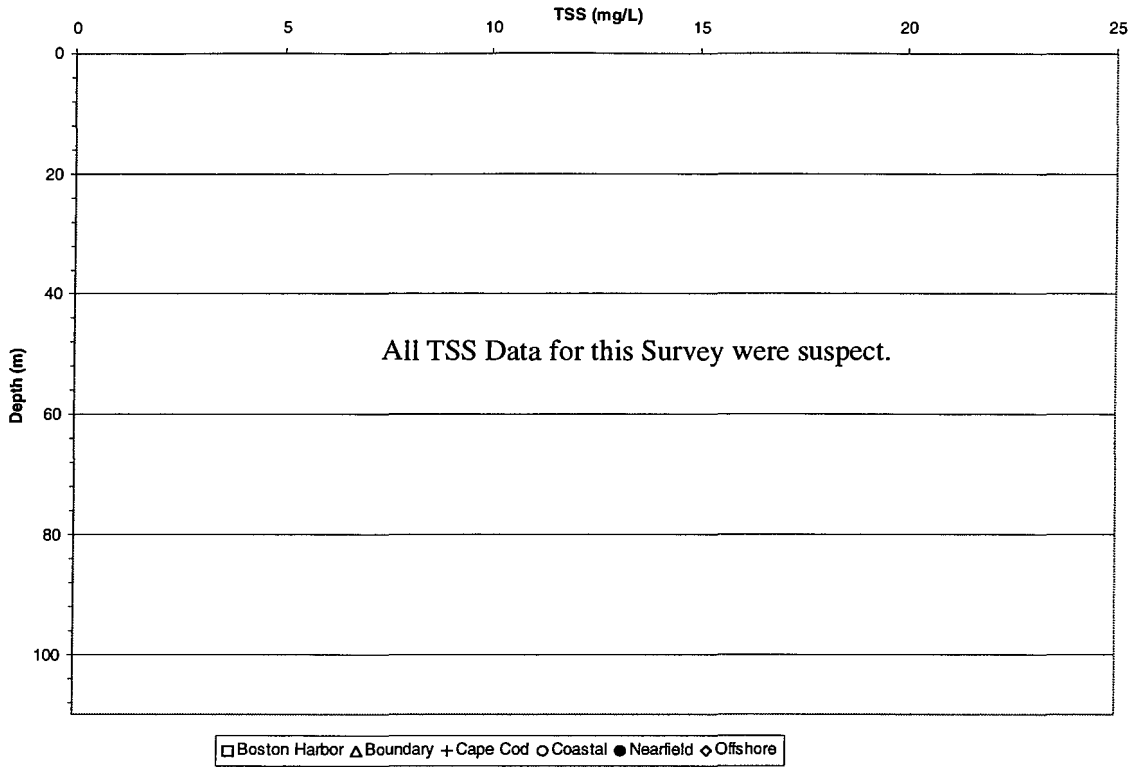 TSS (mg/L)
0 5 10 15 20 25
0
20
40
60
80
100
Depth (m)
All TSS Data for this Survey were suspect.
□ Boston Harbor △ Boundary + Cape Cod ○ Coastal ● Nearfield ◇ Offshore